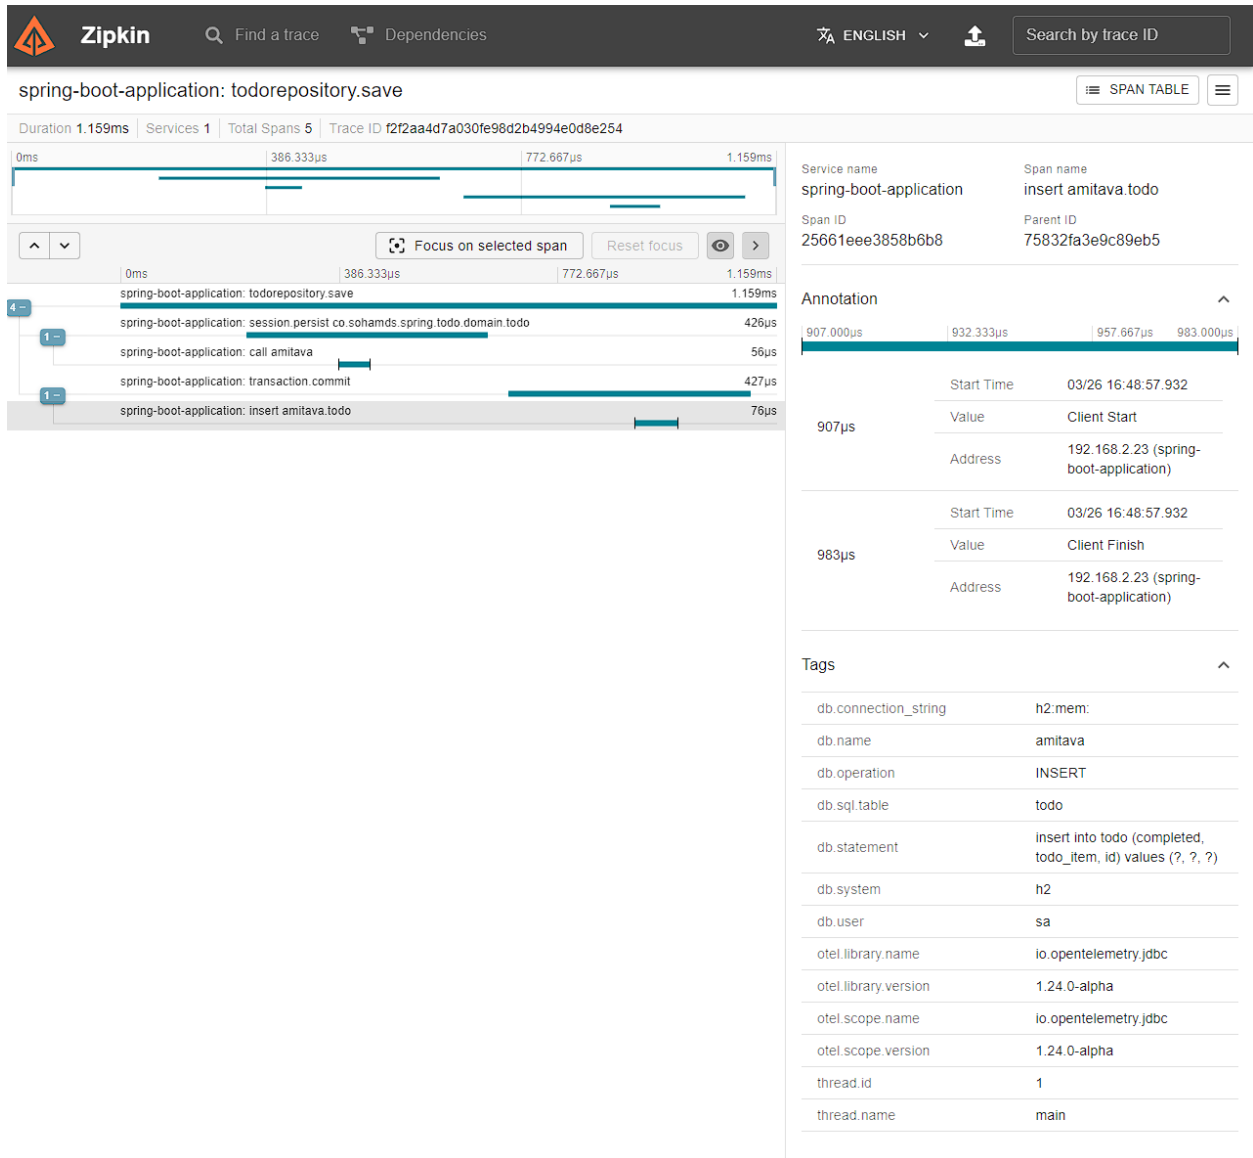 Zipkin Find a trace Dependencies ENGLISH Search by trace ID
spring-boot-application: todorepository.save SPAN TABLE
Duration 1.159ms Services 1 Total Spans 5 Trace ID f2f2aa4d7a030fe98d2b4994e0d8e254
0ms 386.333µs 772.667µs 1.159ms
Focus on selected span Reset focus
0ms 386.333µs 772.667µs 1.159ms
spring-boot-application: todorepository.save 1.159ms
4 −
spring-boot-application: session.persist co.sohamds.spring.todo.domain.todo 426µs
1 −
spring-boot-application: call amitava 56µs
spring-boot-application: transaction.commit 427µs
1 −
spring-boot-application: insert amitava.todo 76µs
Service name Span name
spring-boot-application insert amitava.todo
Span ID Parent ID
25661eee3858b6b8 75832fa3e9c89eb5
Annotation
907.000µs 932.333µs 957.667µs 983.000µs
907µs
Start Time 03/26 16:48:57.932
Value Client Start
Address 192.168.2.23 (spring-
boot-application)
983µs
Start Time 03/26 16:48:57.932
Value Client Finish
Address 192.168.2.23 (spring-
boot-application)
Tags
db.connection_string h2:mem:
db.name amitava
db.operation INSERT
db.sql.table todo
db.statement insert into todo (completed,
todo_item, id) values (?, ?, ?)
db.system h2
db.user sa
otel.library.name io.opentelemetry.jdbc
otel.library.version 1.24.0-alpha
otel.scope.name io.opentelemetry.jdbc
otel.scope.version 1.24.0-alpha
thread.id 1
thread.name main